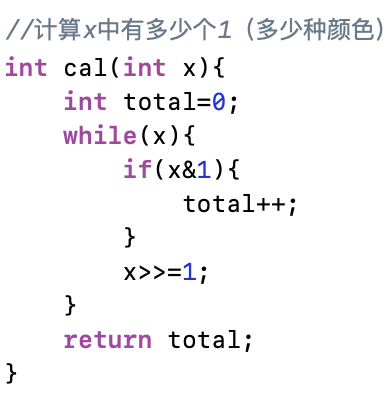 //计算x中有多少个1（多少种颜色）
int cal(int x){
    int total=0;
    while(x){
        if(x&1){
            total++;
        }
        x>>=1;
    }
    return total;
}